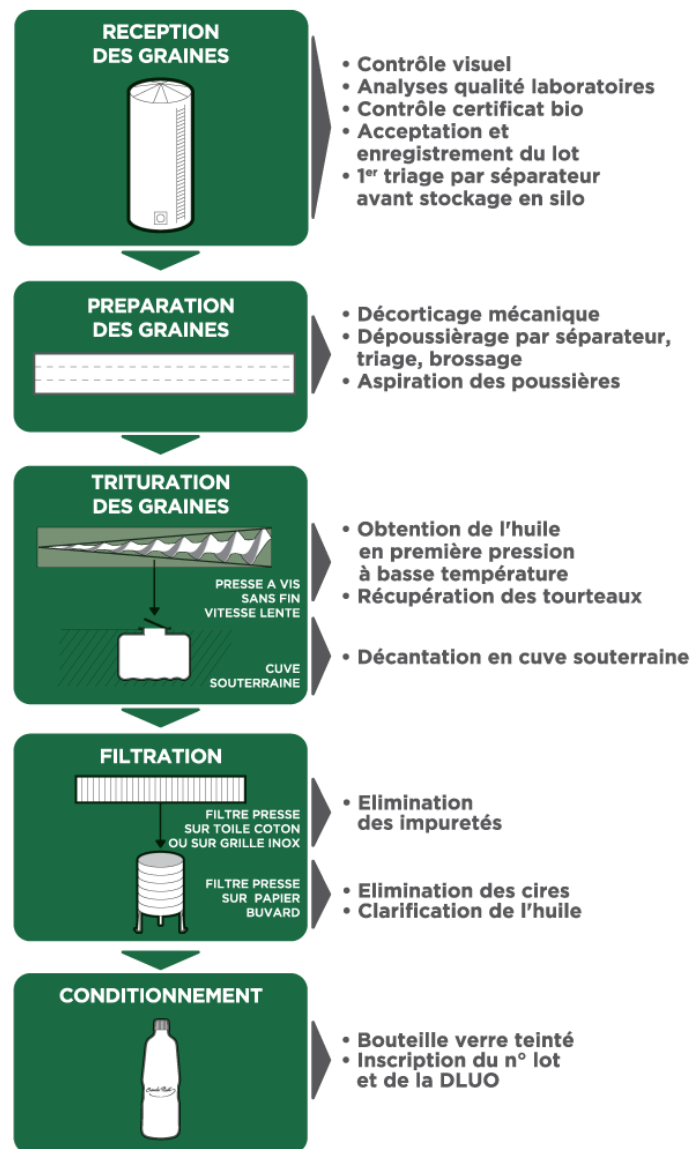 RECEPTION
DES GRAINES
• Contrôle visuel
• Analyses qualité laboratoires
• Contrôle certificat bio
• Acceptation et
enregistrement du lot
• 1er triage par séparateur
avant stockage en silo
PREPARATION
DES GRAINES
• Décorticage mécanique
• Dépoussièrage par séparateur,
triage, brossage
• Aspiration des poussières
TRITURATION
DES GRAINES
PRESSE A VIS
SANS FIN
VITESSE LENTE
CUVE
SOUTERRAINE
• Obtention de l'huile
en première pression
à basse température
• Récupération des tourteaux
• Décantation en cuve souterraine
FILTRATION
FILTRE PRESSE
SUR TOILE COTON
OU SUR GRILLE INOX
FILTRE PRESSE
SUR PAPIER
BUVARD
• Elimination
des impuretés
• Elimination des cires
• Clarification de l'huile
CONDITIONNEMENT
• Bouteille verre teinté
• Inscription du n° lot
et de la DLUO